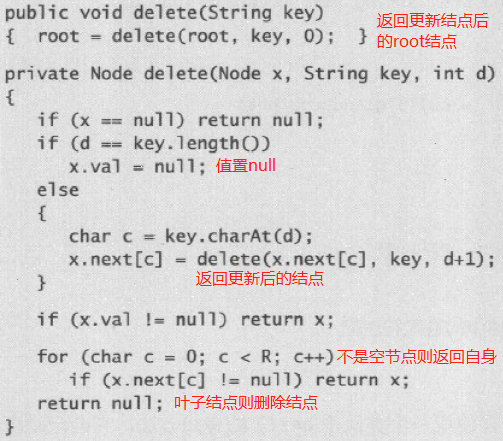 public void delete(String key)
{ root = delete(root, key, 0); }
返回更新结点后
的root结点
private Node delete(Node x, String key, int d)
{
if (x == null) return null;
if (d == key.length())
x.val = null; 值置null
else
{
char c = key.charAt(d);
x.next[c] = delete(x.next[c], key, d+1);
} 返回更新后的结点
if (x.val != null) return x;
for (char c = 0; c < R; c++) 不是空节点则返回自身
if (x.next[c] != null) return x;
return null; 叶子结点则删除结点
}